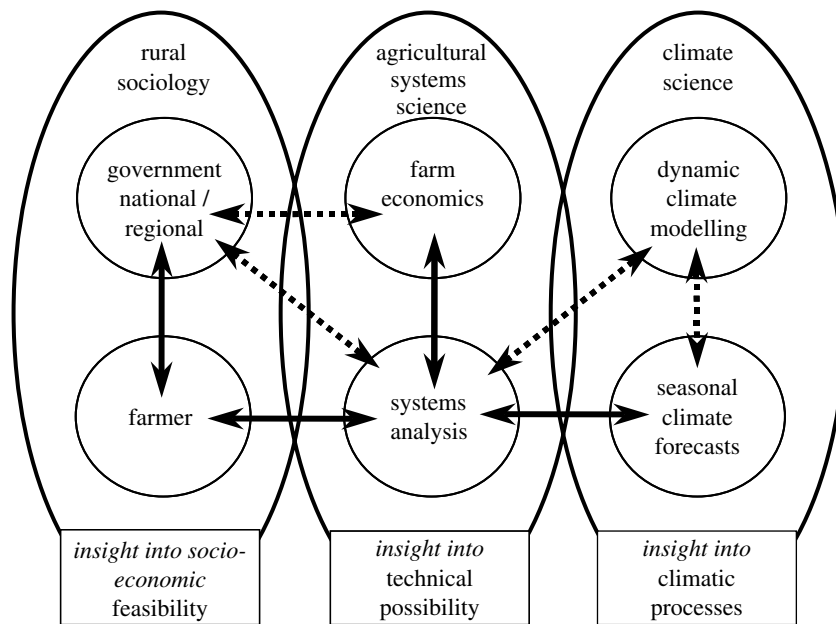 rural
sociology
government
national /
regional
farmer
insight into socio-
economic
feasibility
agricultural
systems
science
farm
economics
systems
analysis
insight into
technical
possibility
climate
science
dynamic
climate
modelling
seasonal
climate
forecasts
insight into
climatic
processes